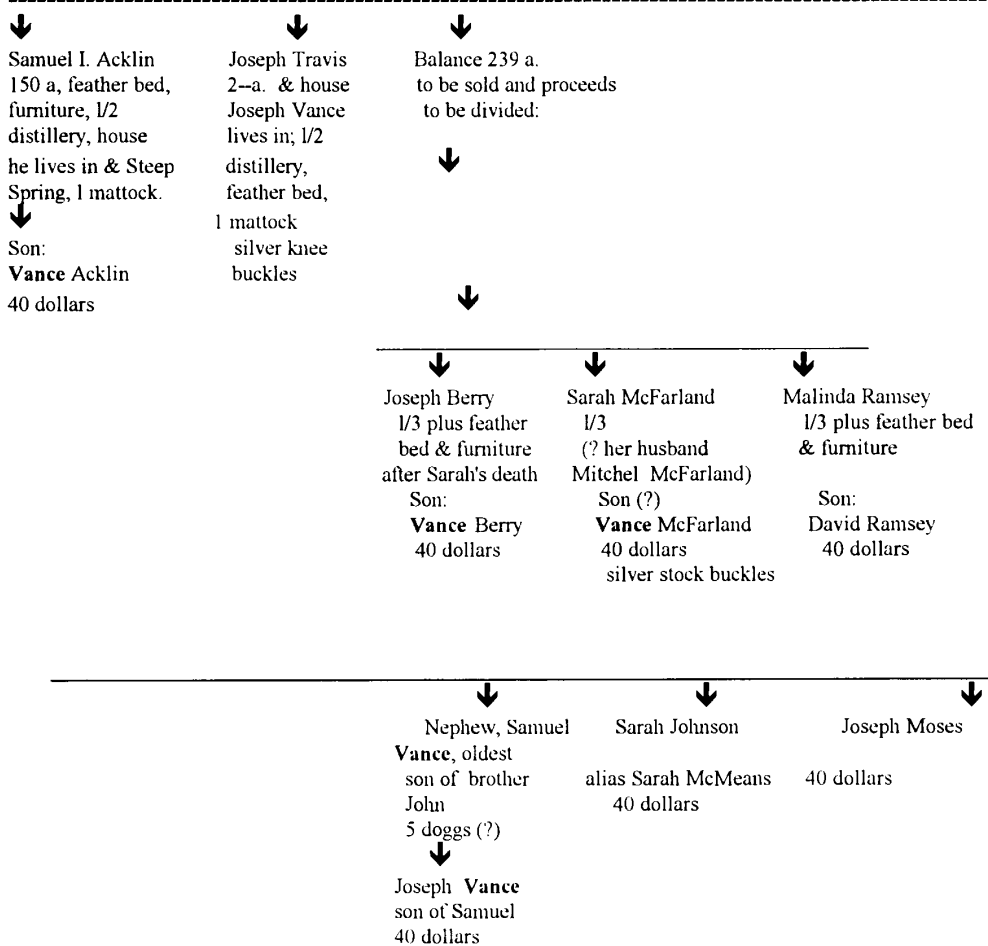 Samuel I. Acklin
150 a, feather bed,
furniture, 1/2
distillery, house
he lives in & Steep
Spring, 1 mattock.
Son:
Vance Acklin
40 dollars
Joseph Travis
2--a. & house
Joseph Vance
lives in; 1/2
distillery,
feather bed,
1 mattock
silver knee
buckles
Balance 239 a.
to be sold and proceeds
to be divided:
Joseph Berry
1/3 plus feather
bed & furniture
after Sarah's death
Son:
Vance Berry
40 dollars
Sarah McFarland
1/3
(? her husband
Mitchel McFarland)
Son (?)
Vance McFarland
40 dollars
silver stock buckles
Malinda Ramsey
1/3 plus feather bed
& furniture
Son:
David Ramsey
40 dollars
Nephew, Samuel
Vance, oldest
son of brother
John
5 doggs (?)
Joseph Vance
son of Samuel
40 dollars
Sarah Johnson
alias Sarah McMeans
40 dollars
Joseph Moses
40 dollars